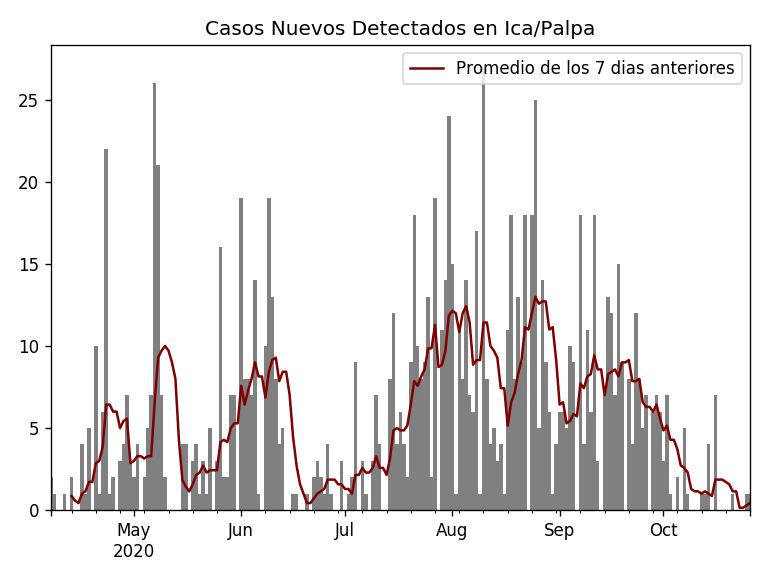 Casos Nuevos Detectados en Ica/Palpa
Promedio de los 7 dias anteriores
25
20
15
10
5
0
May Jun Jul Aug Sep Oct
2020